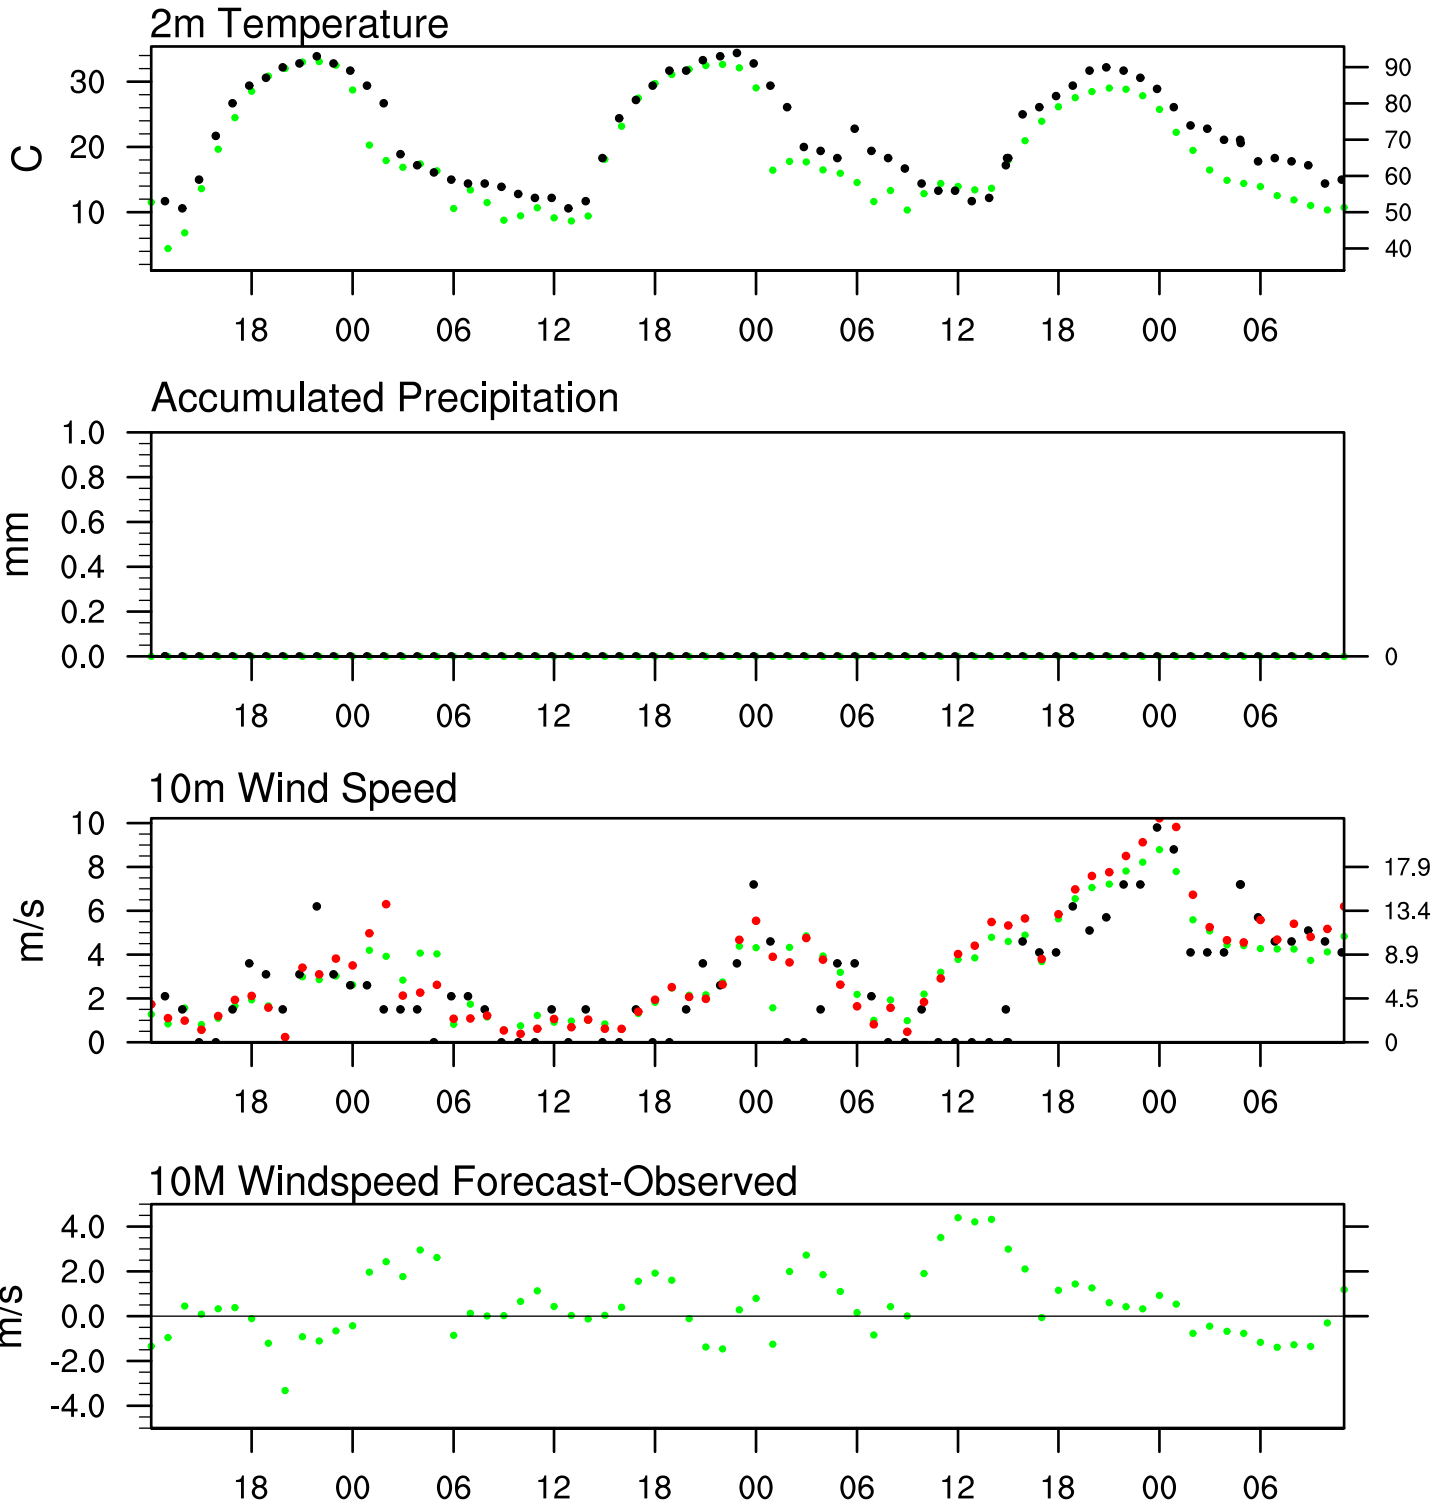 2m Temperature
C
30
20
10
90
80
70
60
50
40
18 00 06 12 18 00 06 12 18 00 06
Accumulated Precipitation
mm
1.0
0.8
0.6
0.4
0.2
0.0
0
18 00 06 12 18 00 06 12 18 00 06
10m Wind Speed
m/s
10
8
6
4
2
0
17.9
13.4
8.9
4.5
0
18 00 06 12 18 00 06 12 18 00 06
10M Windspeed Forecast-Observed
m/s
4.0
2.0
0.0
-2.0
-4.0
18 00 06 12 18 00 06 12 18 00 06